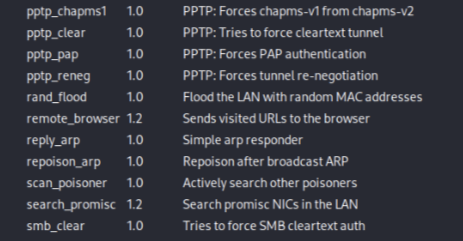 pptp_chapms1 1.0 PPTP: Forces chapms-v1 from chapms-v2
pptp_clear 1.0 PPTP: Tries to force cleartext tunnel
pptp_pap 1.0 PPTP: Forces PAP authentication
pptp_reneg 1.0 PPTP: Forces tunnel re-negotiation
rand_flood 1.0 Flood the LAN with random MAC addresses
remote_browser 1.2 Sends visited URLs to the browser
reply_arp 1.0 Simple arp responder
repoison_arp 1.0 Repoison after broadcast ARP
scan_poisoner 1.0 Actively search other poisoners
search_promisc 1.2 Search promisc NICs in the LAN
smb_clear 1.0 Tries to force SMB cleartext auth